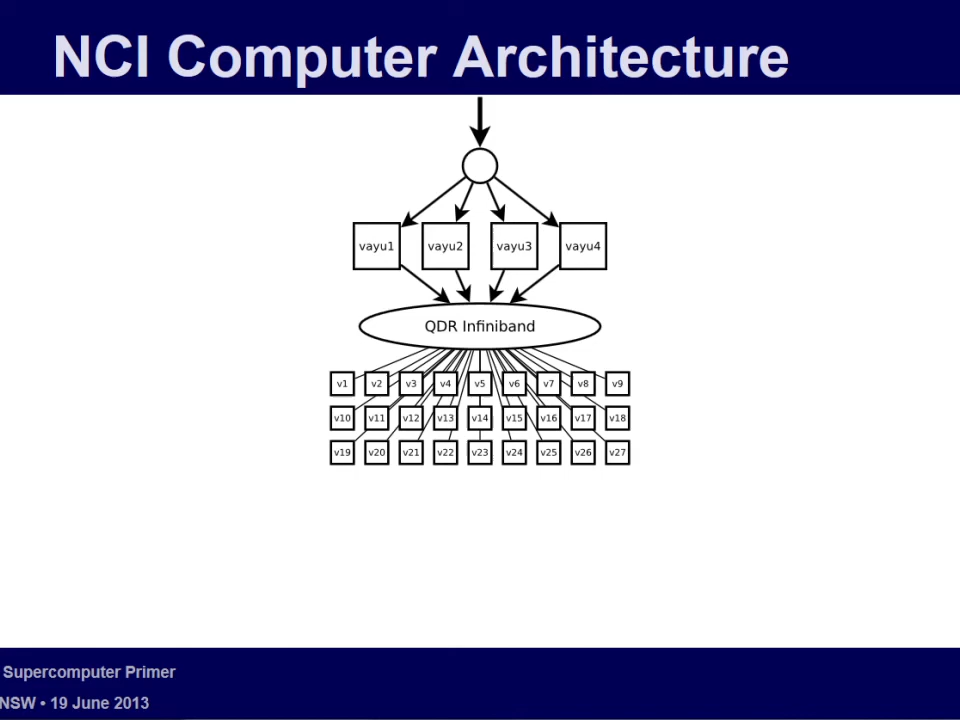 NCI Computer Architecture
vayu1 vayu2 vayu3 vayu4
QDR Infiniband
v1 v2 v3 v4 v5 v6 v7 v8 v9
v10 v11 v12 v13 v14 v15 v16 v17 v18
v19 v20 v21 v22 v23 v24 v25 v26 v27
Supercomputer Primer
NSW • 19 June 2013